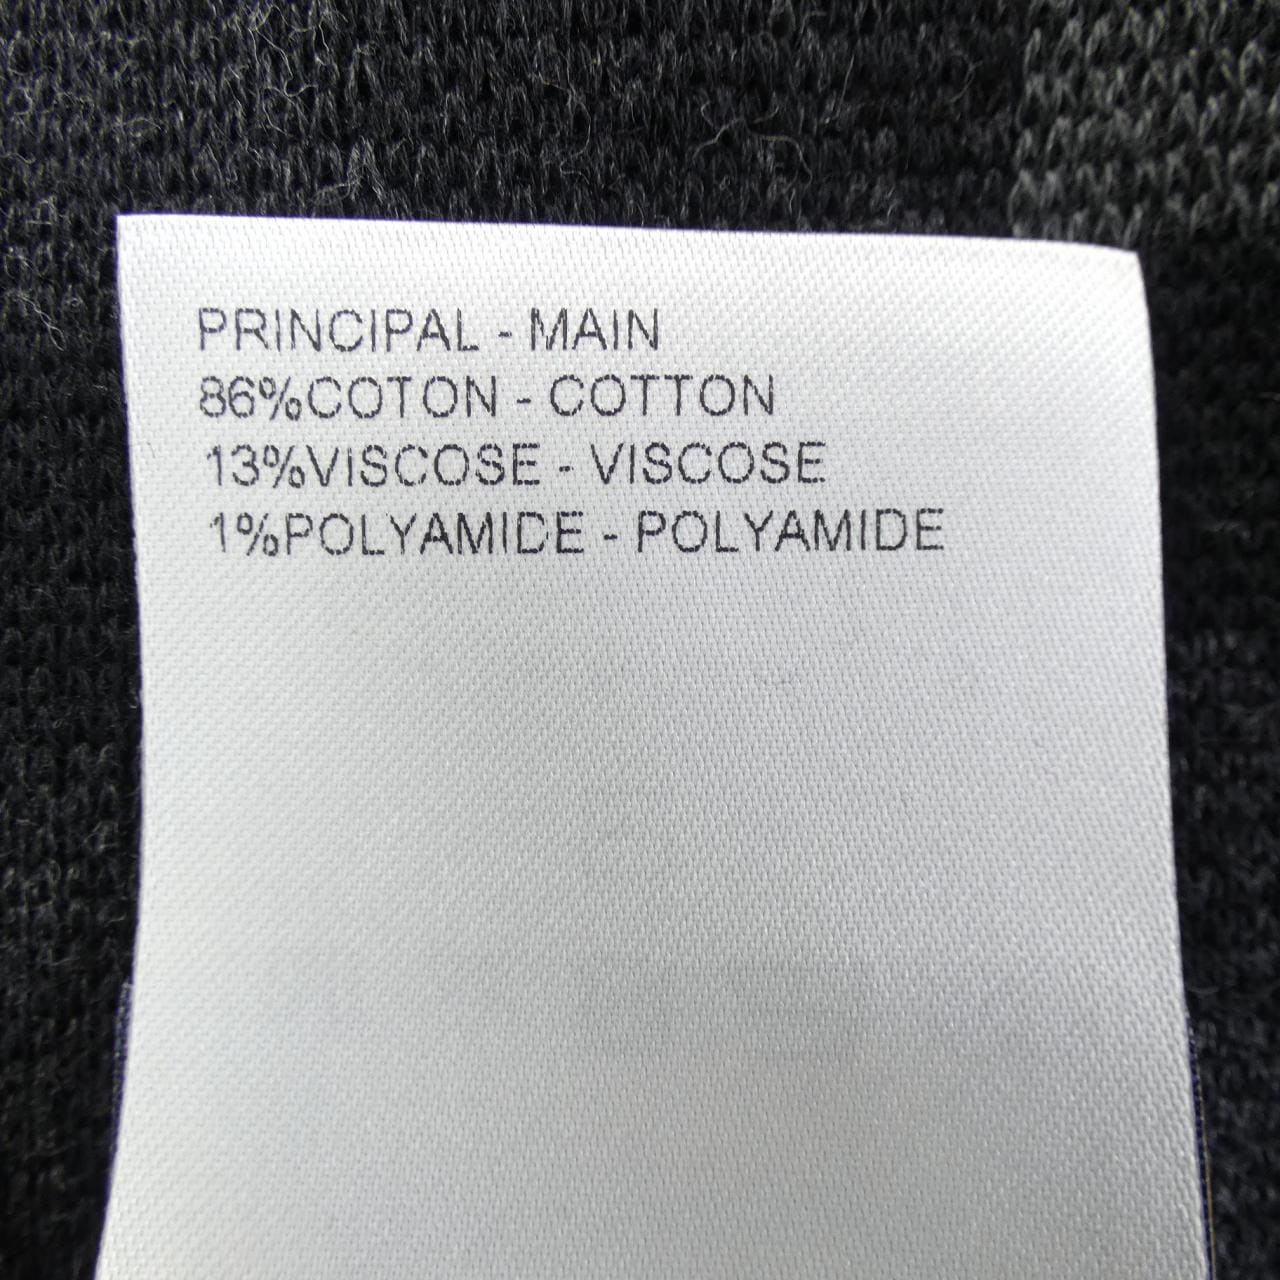 PRINCIPAL - MAIN
86%COTON - COTTON
13%VISCOSE - VISCOSE
1%POLYAMIDE - POLYAMIDE